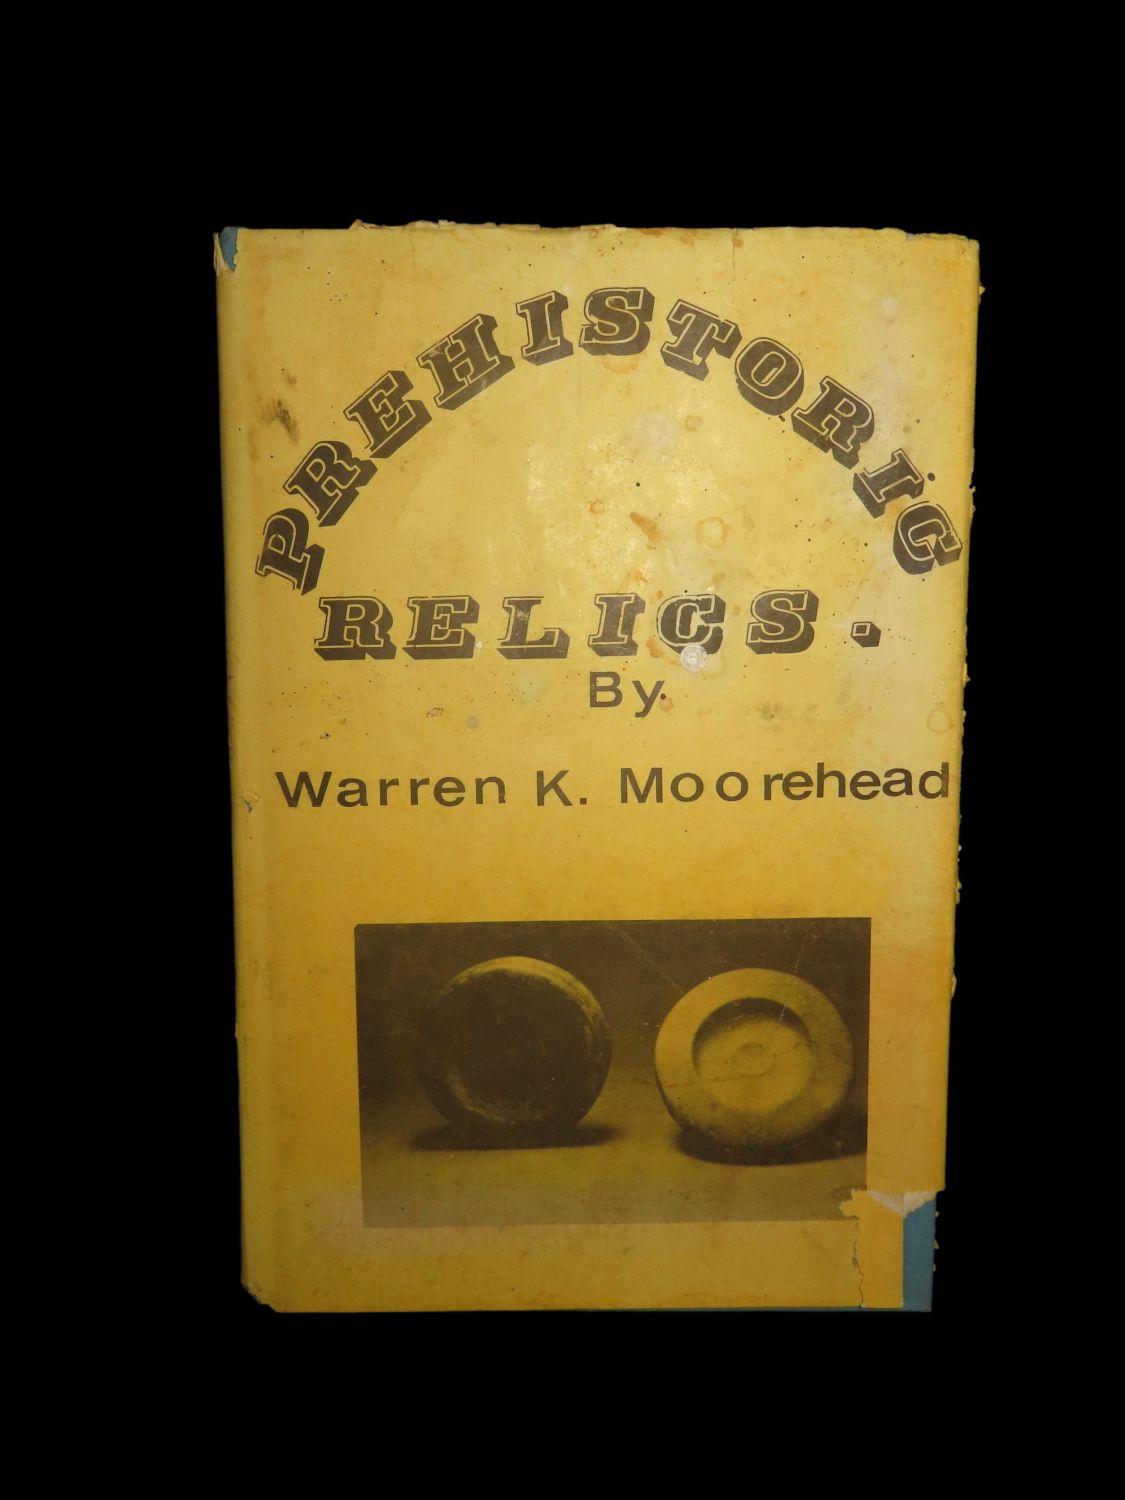 PREHISTORIC
RELICS.
By.
Warren K. Moorehead